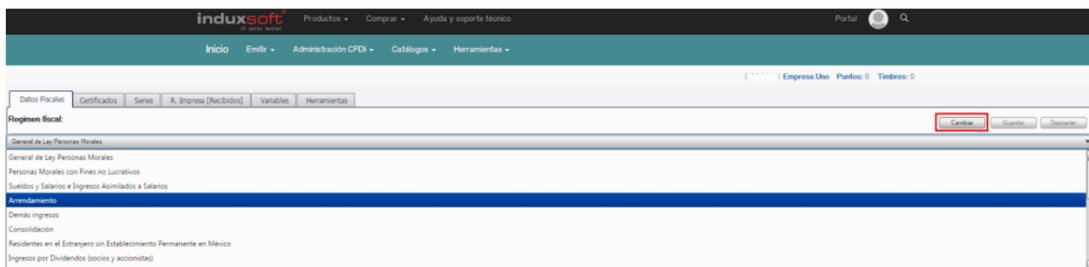 induxsoft
It works better
Productos Comprar Ayuda y soporte técnico Portal
Inicio Emitir Administración CFDI Catálogos Herramientas
| | Empresa Uno Puntos: 0 Timbres: 0
Datos Fiscales Certificados Series R. Impresa [Recibidos] Variables Herramientas
Regimen fiscal: Cambiar Guardar Descartar
General de Ley Personas Morales
General de Ley Personas Morales
Personas Morales con Fines no Lucrativos
Sueldos y Salarios e Ingresos Asimilados a Salarios
Arrendamiento
Demás ingresos
Consolidación
Residentes en el Extranjero sin Establecimiento Permanente en México
Ingresos por Dividendos (socios y accionistas)